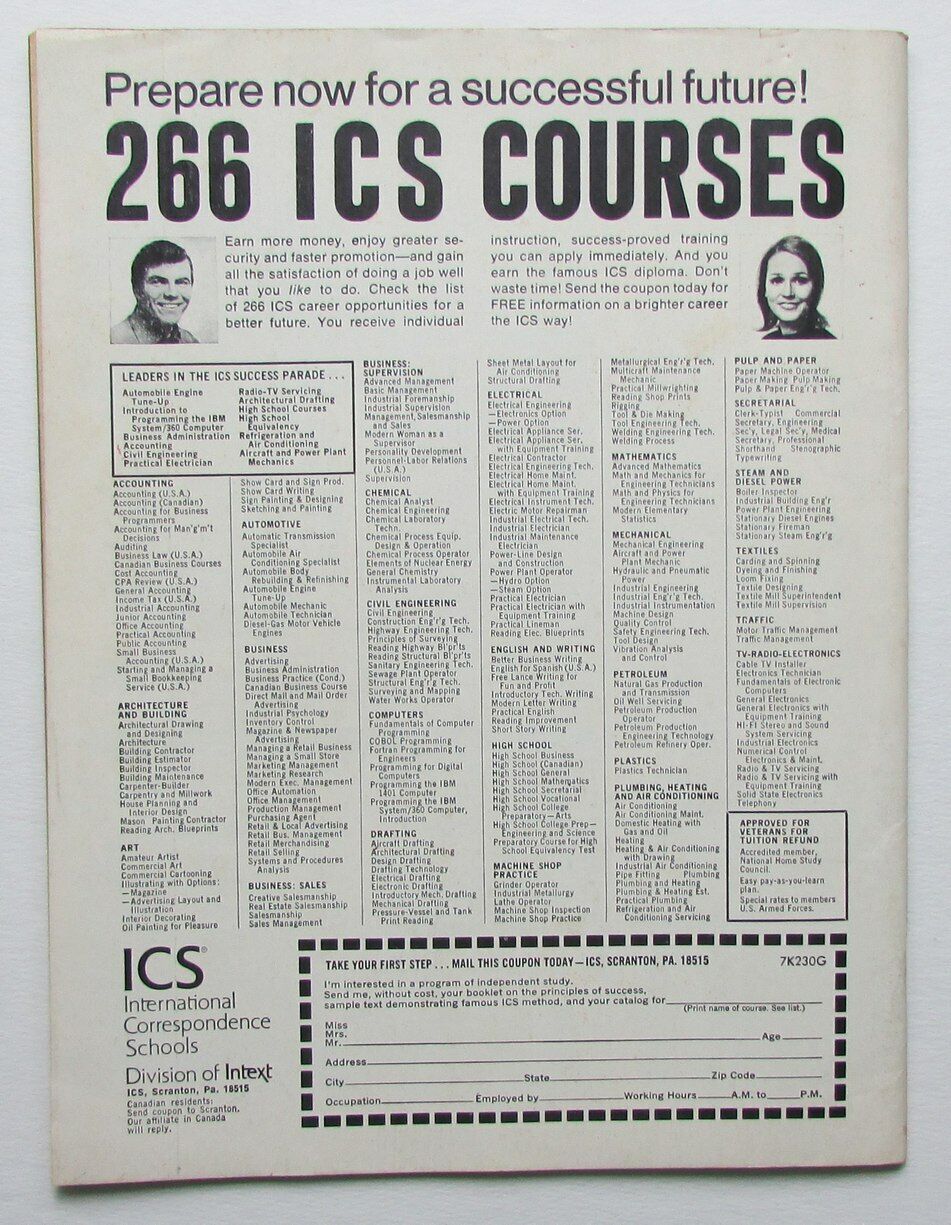 Prepare now for a successful future!
266 ICS COURSES
Earn more money, enjoy greater se-
curity and faster promotion—and gain
all the satisfaction of doing a job well
that you like to do. Check the list
of 266 ICS career opportunities for a
better future. You receive individual
instruction, success-proved training
you can apply immediately. And you
earn the famous ICS diploma. Don't
waste time! Send the coupon today for
FREE information on a brighter career
the ICS way!
LEADERS IN THE ICS SUCCESS PARADE . . .
Automobile Engine
Tune-Up
Introduction to
Programming the IBM
System/360 Computer
Business Administration
Accounting
Civil Engineering
Practical Electrician
Radio-TV Servicing
Architectural Drafting
High School Courses
High School
Equivalency
Refrigeration and
Air Conditioning
Aircraft and Power Plant
Mechanics
ACCOUNTING
Accounting (U.S.A.)
Accounting (Canadian)
Accounting for Business
Programmers
Accounting for Man'g'm't
Decisions
Auditing
Business Law (U.S.A.)
Canadian Business Courses
Cost Accounting
CPA Review (U.S.A.)
General Accounting
Income Tax (U.S.A.)
Industrial Accounting
Junior Accounting
Office Accounting
Practical Accounting
Public Accounting
Small Business
Accounting (U.S.A.)
Starting and Managing a
Small Bookkeeping
Service (U.S.A.)
ARCHITECTURE
AND BUILDING
Architectural Drawing
and Designing
Architecture
Building Contractor
Building Estimator
Building Inspector
Building Maintenance
Carpenter-Builder
Carpentry and Millwork
House Planning and
Interior Design
Mason Painting Contractor
Reading Arch. Blueprints
ART
Amateur Artist
Commercial Art
Commercial Cartooning
Illustrating with Options:
—Magazine
—Advertising Layout and
Illustration
Interior Decorating
Oil Painting for Pleasure
Show Card and Sign Prod.
Show Card Writing
Sign Painting & Designing
Sketching and Painting
AUTOMOTIVE
Automatic Transmission
Specialist
Automobile Air
Conditioning Specialist
Automobile Body
Rebuilding & Refinishing
Automobile Engine
Tune-Up
Automobile Mechanic
Automobile Technician
Diesel-Gas Motor Vehicle
Engines
BUSINESS
Advertising
Business Administration
Business Practice (Cond.)
Canadian Business Course
Direct Mail and Mail Order
Advertising
Industrial Psychology
Inventory Control
Magazine & Newspaper
Advertising
Managing a Retail Business
Managing a Small Store
Marketing Management
Marketing Research
Modern Exec. Management
Office Automation
Office Management
Production Management
Purchasing Agent
Retail & Local Advertising
Retail Bus. Management
Retail Merchandising
Retail Selling
Systems and Procedures
Analysis
BUSINESS: SALES
Creative Salesmanship
Real Estate Salesmanship
Salesmanship
Sales Management
BUSINESS:
SUPERVISION
Advanced Management
Basic Management
Industrial Foremanship
Industrial Supervision
Management, Salesmanship
and Sales
Modern Woman as a
Supervisor
Personality Development
Personnel-Labor Relations
(U.S.A.)
Supervision
CHEMICAL
Chemical Analyst
Chemical Engineering
Chemical Laboratory
Techn.
Chemical Process Equip.
Design & Operation
Chemical Process Operator
Elements of Nuclear Energy
General Chemistry
Instrumental Laboratory
Analysis
CIVIL ENGINEERING
Civil Engineering
Construction Eng'r'g Tech.
Highway Engineering Tech.
Principles of Surveying
Reading Highway Bl'pr'ts
Reading Structural Bl'pr'ts
Sanitary Engineering Tech.
Sewage Plant Operator
Structural Eng'r'g Tech.
Surveying and Mapping
Water Works Operator
COMPUTERS
Fundamentals of Computer
Programming
COBOL Programming
Fortran Programming for
Engineers
Programming for Digital
Computers
Programming the IBM
1401 Computer
Programming the IBM
System/360 Computer,
Introduction
DRAFTING
Aircraft Drafting
Architectural Drafting
Design Drafting
Drafting Technology
Electrical Drafting
Electronic Drafting
Introductory Mech. Drafting
Mechanical Drafting
Pressure-Vessel and Tank
Print Reading
Sheet Metal Layout for
Air Conditioning
Structural Drafting
ELECTRICAL
Electrical Engineering
—Electronics Option
—Power Option
Electrical Appliance Ser.
Electrical Appliance Ser.
with Equipment Training
Electrical Contractor
Electrical Engineering Tech.
Electrical Home Maint.
Electrical Home Maint.
with Equipment Training
Electrical Instrument Tech.
Electric Motor Repairman
Industrial Electrical Tech.
Industrial Electrician
Industrial Maintenance
Electrician
Power-Line Design
and Construction
Power Plant Operator
—Hydro Option
—Steam Option
Practical Electrician
Practical Electrician with
Equipment Training
Practical Lineman
Reading Elec. Blueprints
ENGLISH AND WRITING
Better Business Writing
English for Spanish (U.S.A.)
Free Lance Writing for
Fun and Profit
Introductory Tech. Writing
Modern Letter Writing
Practical English
Reading Improvement
Short Story Writing
HIGH SCHOOL
High School Business
High School (Canadian)
High School General
High School Mathematics
High School Secretarial
High School Vocational
High School College
Preparatory—Arts
High School College Prep—
Engineering and Science
Preparatory Course for High
School Equivalency Test
MACHINE SHOP
PRACTICE
Grinder Operator
Industrial Metallurgy
Lathe Operator
Machine Shop Inspection
Machine Shop Practice
Metallurgical Eng'r'g Tech.
Multicraft Maintenance
Mechanic
Practical Millwrighting
Reading Shop Prints
Rigging
Tool & Die Making
Tool Engineering Tech.
Welding Engineering Tech.
Welding Process
MATHEMATICS
Advanced Mathematics
Math and Mechanics for
Engineering Technicians
Math and Physics for
Engineering Technicians
Modern Elementary
Statistics
MECHANICAL
Mechanical Engineering
Aircraft and Power
Plant Mechanic
Hydraulic and Pneumatic
Power
Industrial Engineering
Industrial Eng'r'g Tech.
Industrial Instrumentation
Machine Design
Quality Control
Safety Engineering Tech.
Tool Design
Vibration Analysis
and Control
PETROLEUM
Natural Gas Production
and Transmission
Oil Well Servicing
Petroleum Production
Operator
Petroleum Production
Engineering Technology
Petroleum Refinery Oper.
PLASTICS
Plastics Technician
PLUMBING, HEATING
AND AIR CONDITIONING
Air Conditioning
Air Conditioning Maint.
Domestic Heating with
Gas and Oil
Heating
Heating & Air Conditioning
with Drawing
Industrial Air Conditioning
Pipe Fitting Plumbing
Plumbing and Heating
Plumbing & Heating Est.
Practical Plumbing
Refrigeration and Air
Conditioning Servicing
PULP AND PAPER
Paper Machine Operator
Paper Making Pulp Making
Pulp & Paper Eng'r'g Tech.
SECRETARIAL
Clerk-Typist Commercial
Secretary, Engineering
Sec'y, Legal Sec'y, Medical
Secretary, Professional
Shorthand Stenographic
Typewriting
STEAM AND
DIESEL POWER
Boiler Inspector
Industrial Building Eng'r
Power Plant Engineering
Stationary Diesel Engines
Stationary Fireman
Stationary Steam Eng'r'g
TEXTILES
Carding and Spinning
Dyeing and Finishing
Loom Fixing
Textile Designing
Textile Mill Superintendent
Textile Mill Supervision
TRAFFIC
Motor Traffic Management
Traffic Management
TV-RADIO-ELECTRONICS
Cable TV Installer
Electronics Technician
Fundamentals of Electronic
Computers
General Electronics
General Electronics with
Equipment Training
HI-FI Stereo and Sound
System Servicing
Industrial Electronics
Numerical Control
Electronics & Maint.
Radio & TV Servicing
Radio & TV Servicing with
Equipment Training
Solid State Electronics
Telephony
APPROVED FOR
VETERANS FOR
TUITION REFUND
Accredited member,
National Home Study
Council.
Easy pay-as-you-learn
plan.
Special rates to members
U.S. Armed Forces.
ICS®
International
Correspondence
Schools
Division of Intext
ICS, Scranton, Pa. 18515
Canadian residents:
Send coupon to Scranton.
Our affiliate in Canada
will reply.
TAKE YOUR FIRST STEP . . . MAIL THIS COUPON TODAY—ICS, SCRANTON, PA. 18515 7K230G
I'm interested in a program of independent study.
Send me, without cost, your booklet on the principles of success,
sample text demonstrating famous ICS method, and your catalog for
(Print name of course. See list.)
Miss
Mrs.
Mr. Age
Address
City State Zip Code
Occupation Employed by Working Hours A.M. to P.M.